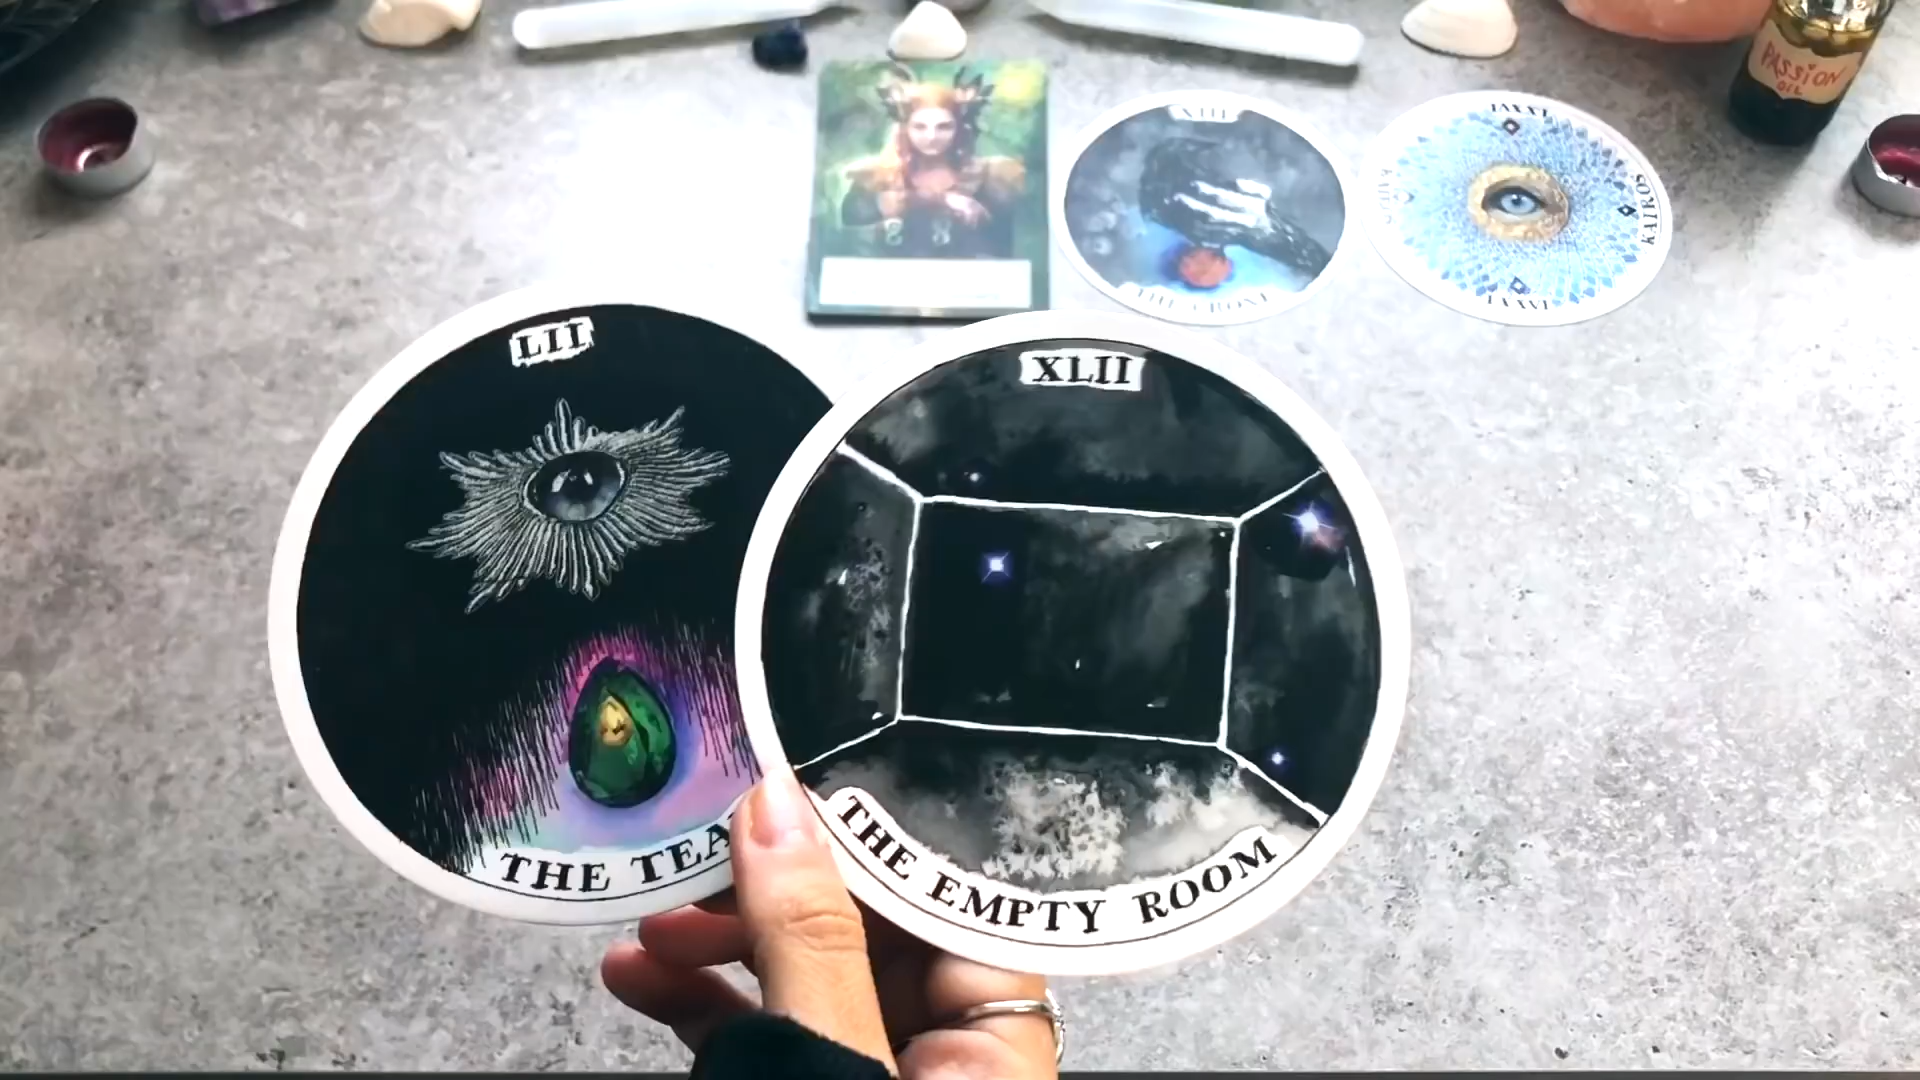 PASSION
OIL
XIII
THE CRONE
KAIROS
LII
THE TEA
XLII
THE EMPTY ROOM